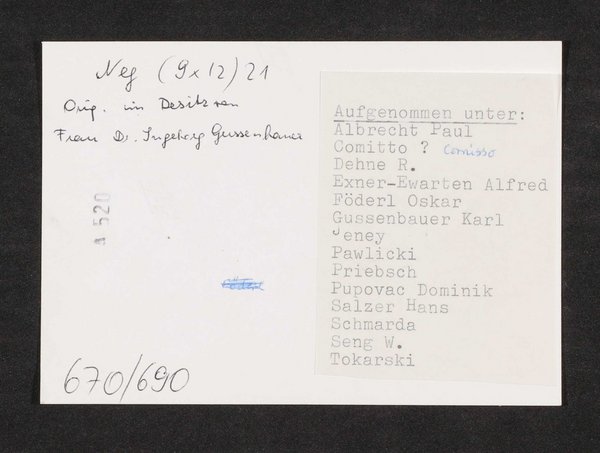 Neg (9x12) 21
Orig. im Besitz von
Frau Dr. Ingeborg Gussenbauer
A 520
670/690
Aufgenommen unter:
Albrecht Paul
Comitto ? Comisso
Dehne R.
Exner-Ewarten Alfred
Föderl Oskar
Gussenbauer Karl
Jeney
Pawlicki
Priebsch
Pupovac Dominik
Salzer Hans
Schmarda
Seng W.
Tokarski